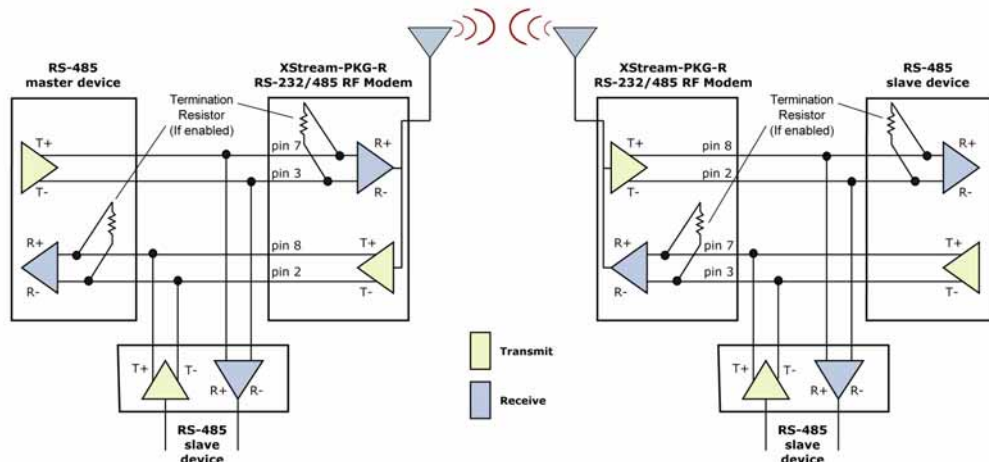 RS-485
master device
XStream-PKG-R
RS-232/485 RF Modem
Termination
Resistor
(If enabled)
T+
T-
R+
R-
pin 7
pin 3
R+
R-
pin 8
pin 2
T+
T-
T+
T-
R+
R-
RS-485
slave
device
Transmit
Receive
XStream-PKG-R
RS-232/485 RF Modem
RS-485
slave device
Termination
Resistor
(If enabled)
T+
T-
pin 8
pin 2
R+
R-
R+
R-
pin 7
pin 3
T+
T-
T+
T-
R+
R-
RS-485
slave
device